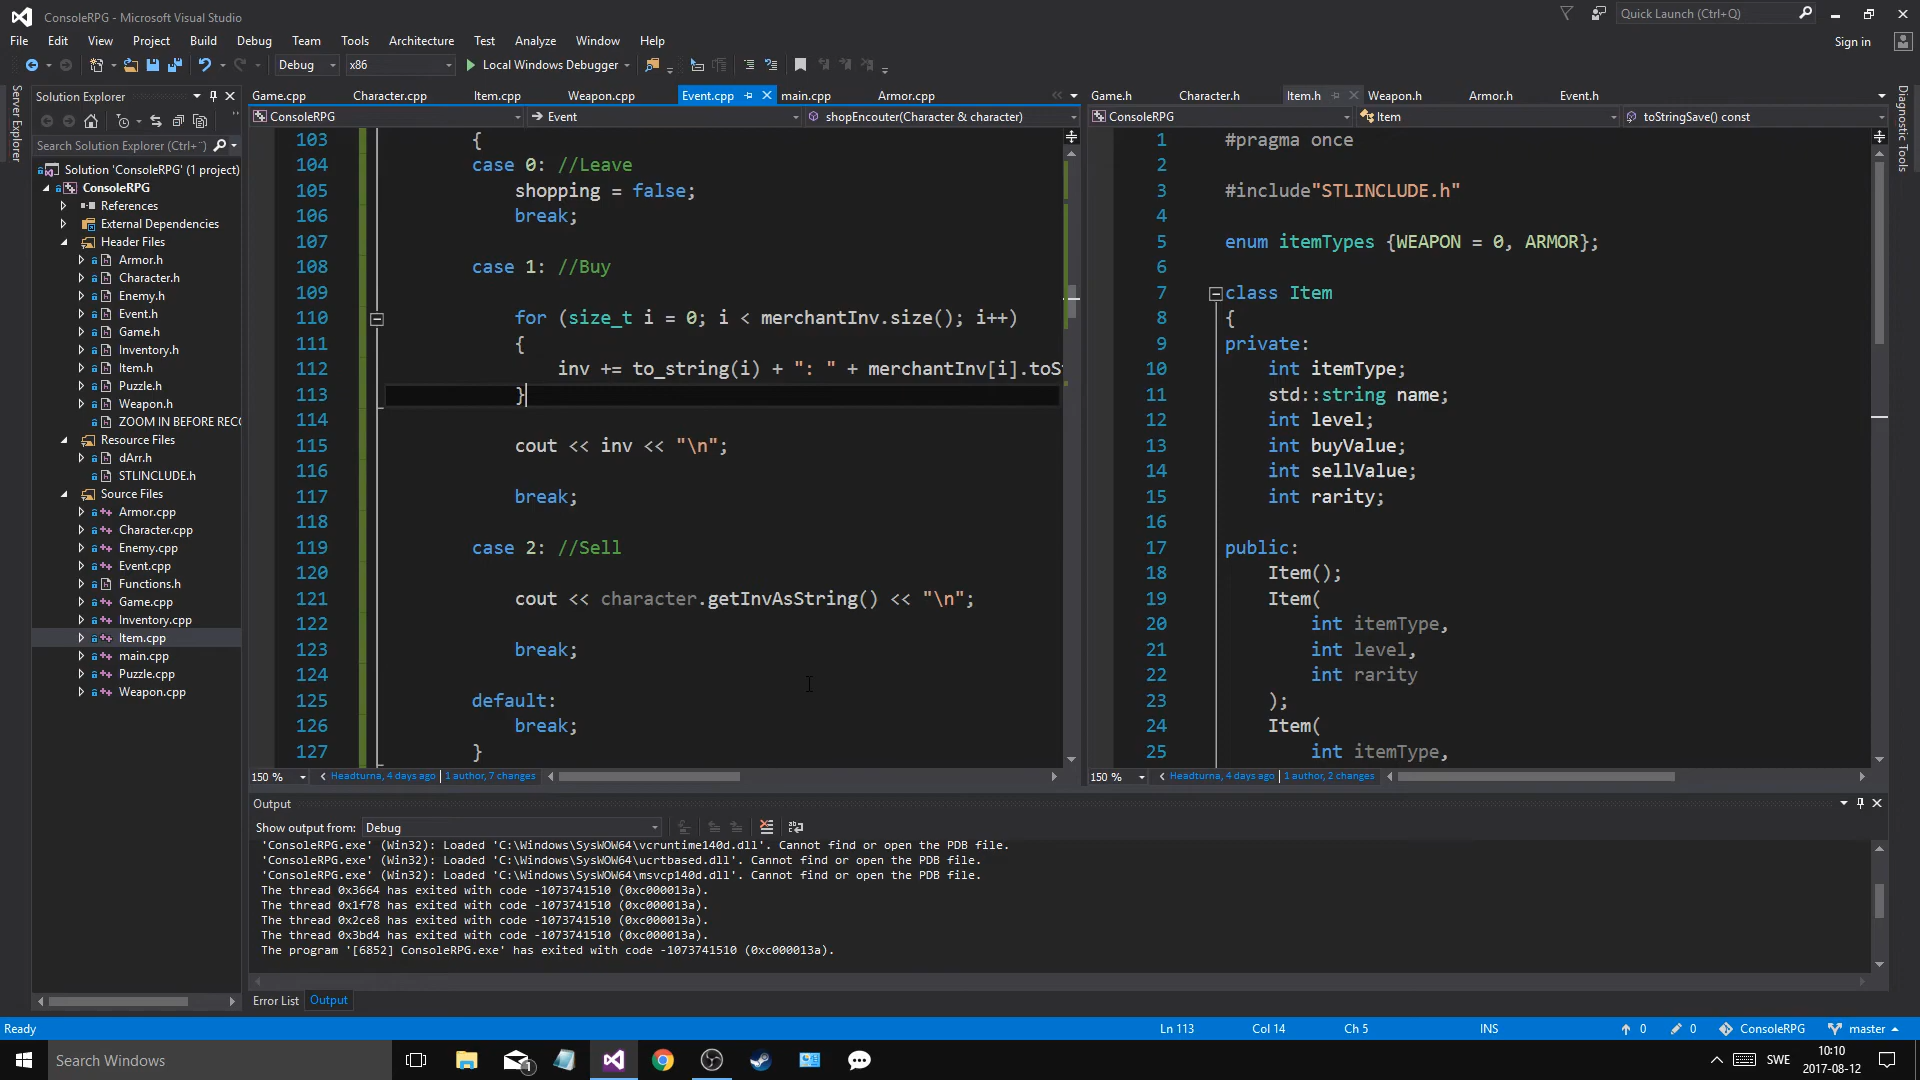 ConsoleRPG - Microsoft Visual Studio
Quick Launch (Ctrl+Q)
File Edit View Project Build Debug Team Tools Architecture Test Analyze Window Help
Sign in
Debug x86 Local Windows Debugger
Server Explorer
Solution Explorer
Search Solution Explorer (Ctrl+¨)
Solution 'ConsoleRPG' (1 project)
ConsoleRPG
References
External Dependencies
Header Files
Armor.h
Character.h
Enemy.h
Event.h
Game.h
Inventory.h
Item.h
Puzzle.h
Weapon.h
ZOOM IN BEFORE REC
Resource Files
dArr.h
STLINCLUDE.h
Source Files
Armor.cpp
Character.cpp
Enemy.cpp
Event.cpp
Functions.h
Game.cpp
Inventory.cpp
Item.cpp
main.cpp
Puzzle.cpp
Weapon.cpp
Game.cpp Character.cpp Item.cpp Weapon.cpp Event.cpp main.cpp Armor.cpp
ConsoleRPG Event shopEncouter(Character & character)
103 {
104 case 0: //Leave
105 shopping = false;
106 break;
107
108 case 1: //Buy
109
110 for (size_t i = 0; i < merchantInv.size(); i++)
111 {
112 inv += to_string(i) + ": " + merchantInv[i].toS
113 }
114
115 cout << inv << "\n";
116
117 break;
118
119 case 2: //Sell
120
121 cout << character.getInvAsString() << "\n";
122
123 break;
124
125 default:
126 break;
127 }
150 % Headturna, 4 days ago | 1 author, 7 changes
Game.h Character.h Item.h Weapon.h Armor.h Event.h
ConsoleRPG Item toStringSave() const
1 #pragma once
2
3 #include"STLINCLUDE.h"
4
5 enum itemTypes {WEAPON = 0, ARMOR};
6
7 class Item
8 {
9 private:
10 int itemType;
11 std::string name;
12 int level;
13 int buyValue;
14 int sellValue;
15 int rarity;
16
17 public:
18 Item();
19 Item(
20 int itemType,
21 int level,
22 int rarity
23 );
24 Item(
25 int itemType,
150 % Headturna, 4 days ago | 1 author, 2 changes
Diagnostic Tools
Output
Show output from: Debug
'ConsoleRPG.exe' (Win32): Loaded 'C:\Windows\SysWOW64\vcruntime140d.dll'. Cannot find or open the PDB file.
'ConsoleRPG.exe' (Win32): Loaded 'C:\Windows\SysWOW64\ucrtbased.dll'. Cannot find or open the PDB file.
'ConsoleRPG.exe' (Win32): Loaded 'C:\Windows\SysWOW64\msvcp140d.dll'. Cannot find or open the PDB file.
The thread 0x3664 has exited with code -1073741510 (0xc000013a).
The thread 0x1f78 has exited with code -1073741510 (0xc000013a).
The thread 0x2ce8 has exited with code -1073741510 (0xc000013a).
The thread 0x3bd4 has exited with code -1073741510 (0xc000013a).
The program '[6852] ConsoleRPG.exe' has exited with code -1073741510 (0xc000013a).
Error List Output
Ready Ln 113 Col 14 Ch 5 INS 0 0 ConsoleRPG master
Search Windows
SWE
10:10
2017-08-12